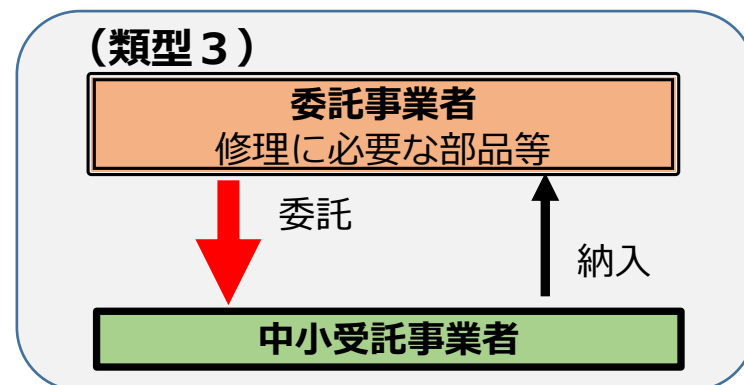 （類型３）
委託事業者
修理に必要な部品等
委託
納入
中小受託事業者